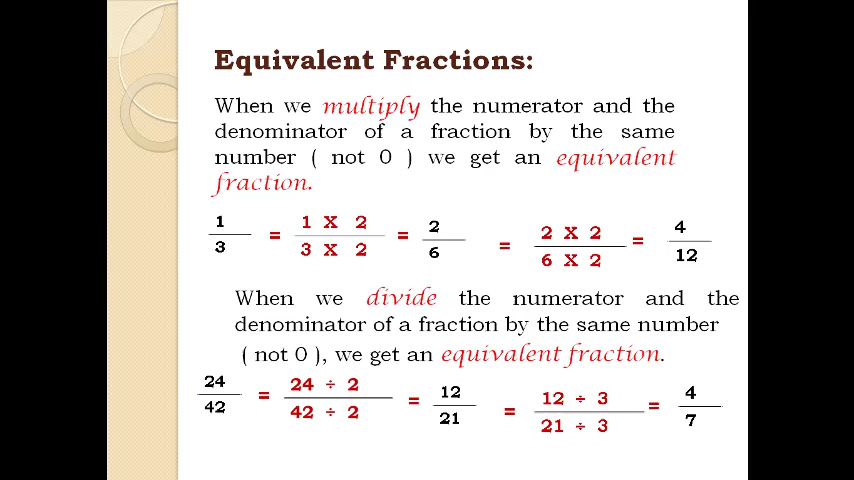 Equivalent Fractions:
When we multiply the numerator and the
denominator of a fraction by the same
number ( not 0 ) we get an equivalent
fraction.
1/3 = 1 X 2/3 X 2 = 2/6 = 2 X 2/6 X 2 = 4/12
When we divide the numerator and the
denominator of a fraction by the same number
( not 0 ), we get an equivalent fraction.
24/42 = 24 ÷ 2/42 ÷ 2 = 12/21 = 12 ÷ 3/21 ÷ 3 = 4/7